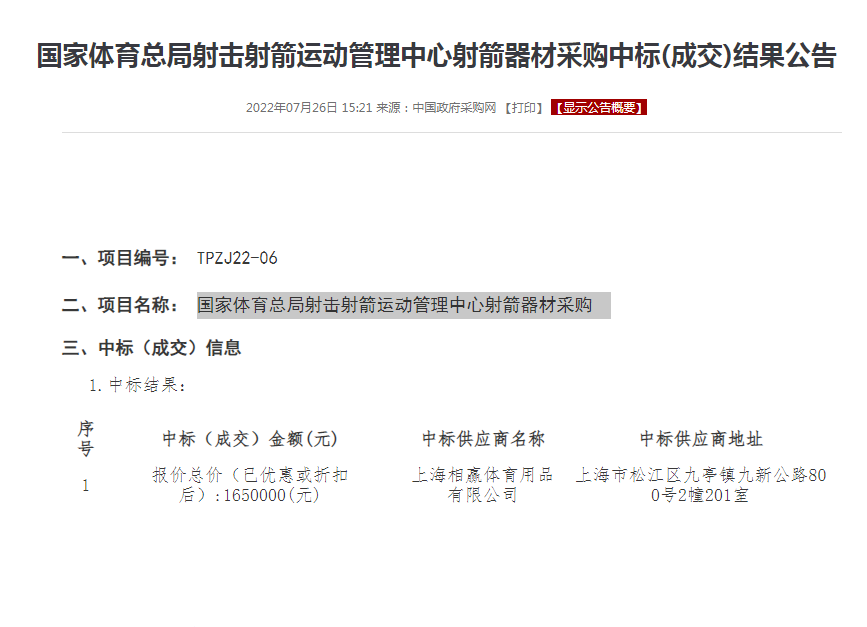 国家体育总局射击射箭运动管理中心射箭器材采购中标(成交)结果公告
2022年07月26日 15:21 来源：中国政府采购网 【打印】 【显示公告概要】
一、项目编号： TPZJ22-06
二、项目名称： 国家体育总局射击射箭运动管理中心射箭器材采购
三、中标（成交）信息
1.中标结果：
序号 中标（成交）金额(元) 中标供应商名称 中标供应商地址
1 报价总价（已优惠或折扣后）:1650000(元) 上海相赢体育用品有限公司 上海市松江区九亭镇九新公路800号2幢201室